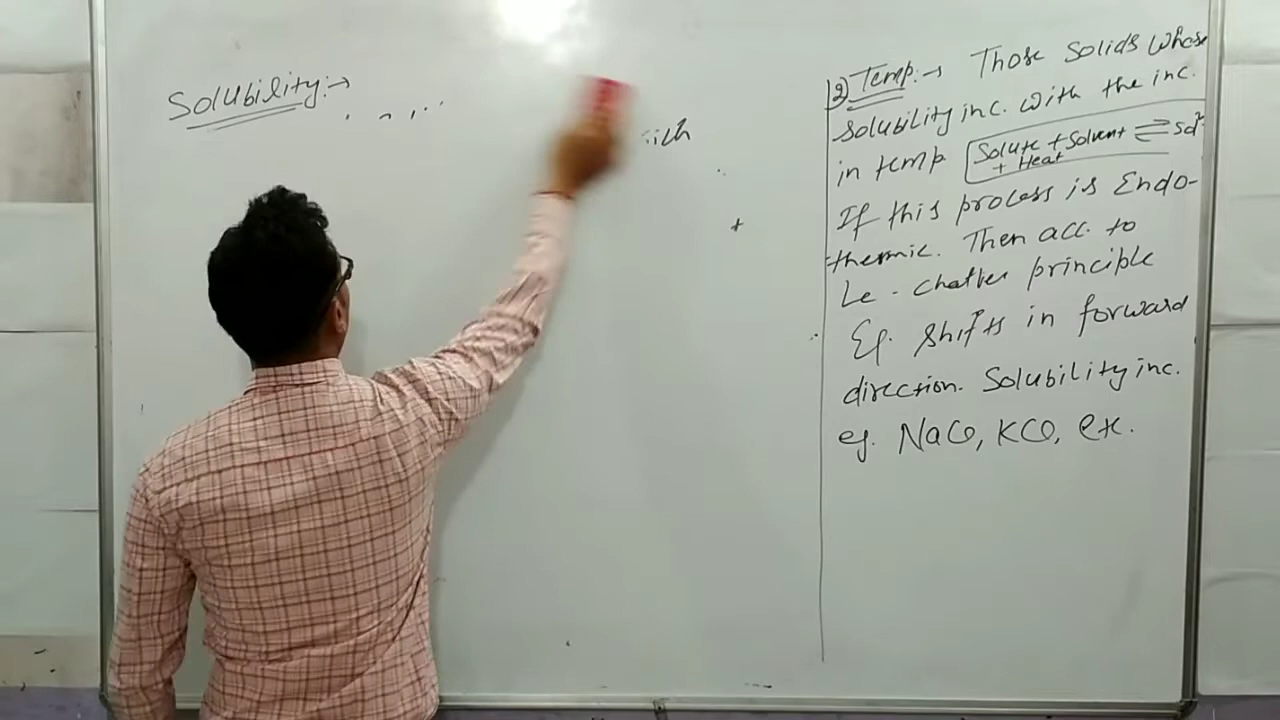 Solubility:→
ich
2) Temp:→ Those Solids whose
Solubility inc. with the inc.
in temp Solute + Solvent ⇌ Solⁿ
+ Heat
If this process is Endo-
thermic. Then acc. to
Le - chatlier principle
Eq. shifts in forward
direction. Solubility inc.
eg. NaCl, KCl, etc.